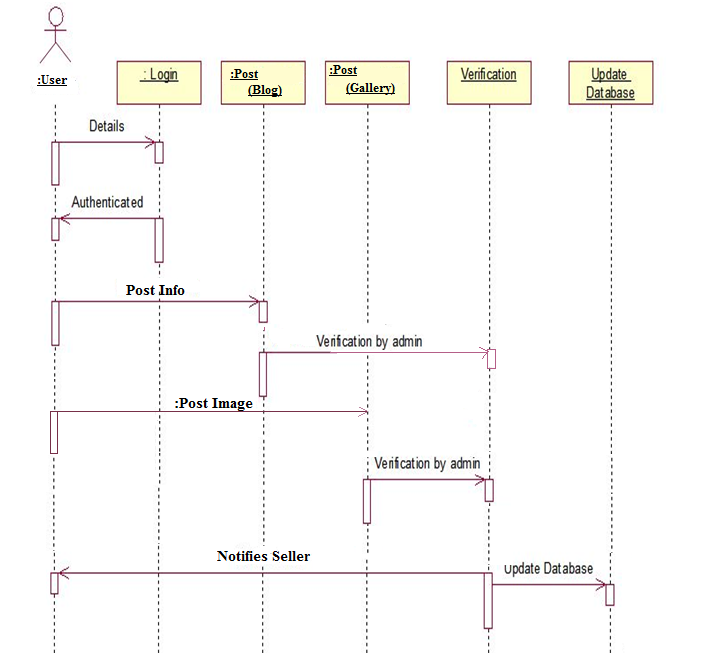 :User
: Login
:Post
(Blog)
:Post
(Gallery)
Verification
Update
Database
Details
Authenticated
Post Info
Verification by admin
:Post Image
Verification by admin
Notifies Seller
update Database